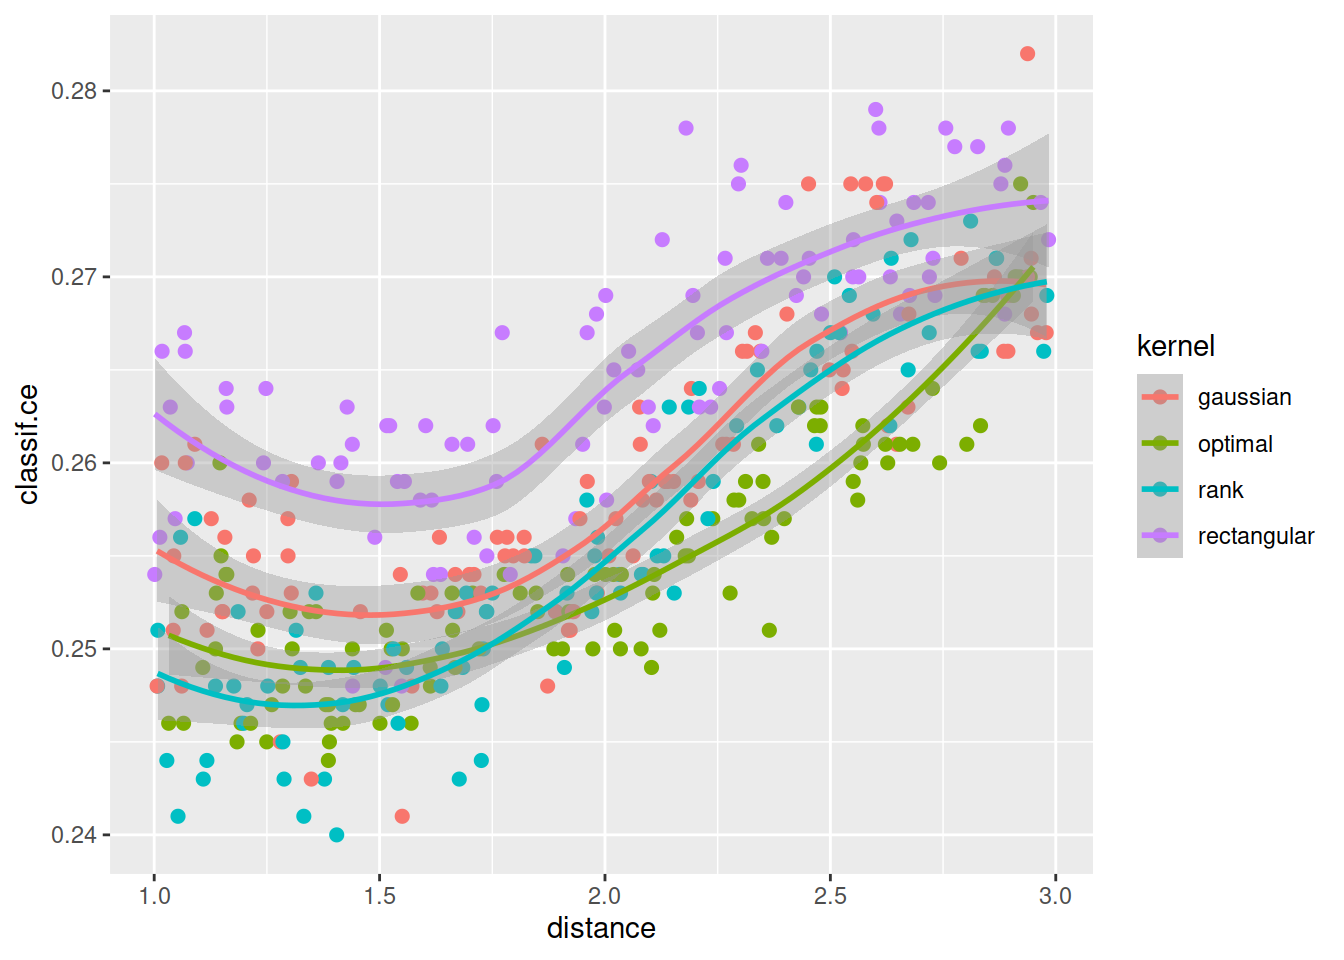 classif.ce
0.28
0.27
0.26
0.25
0.24
1.0 1.5 2.0 2.5 3.0
distance
kernel
gaussian
optimal
rank
rectangular